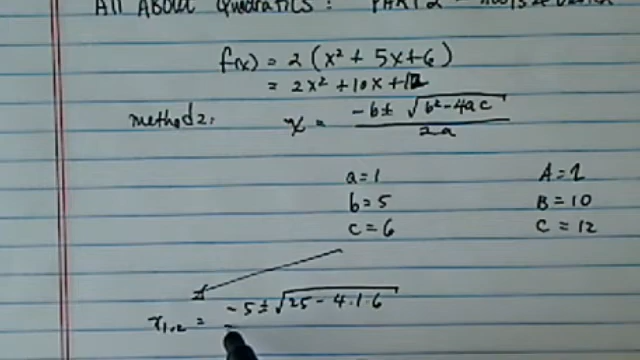 All About Quadratics: PART 2
f(x) = 2 (x² + 5x + 6)
= 2x² + 10x + 12
method 2: x = -b ± √b² - 4ac / 2a
a = 1 A = 2
b = 5 B = 10
c = 6 C = 12
x₁,₂ = -5 ± √25 - 4·1·6